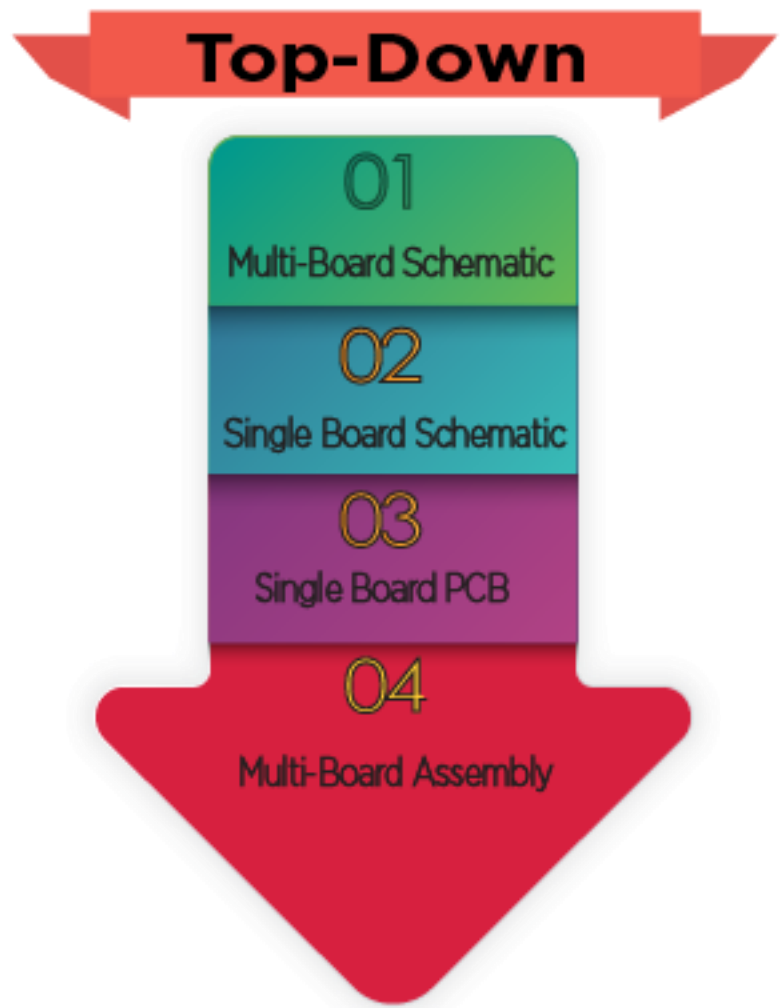 Top-Down
01
Multi-Board Schematic
02
Single Board Schematic
03
Single Board PCB
04
Multi-Board Assembly